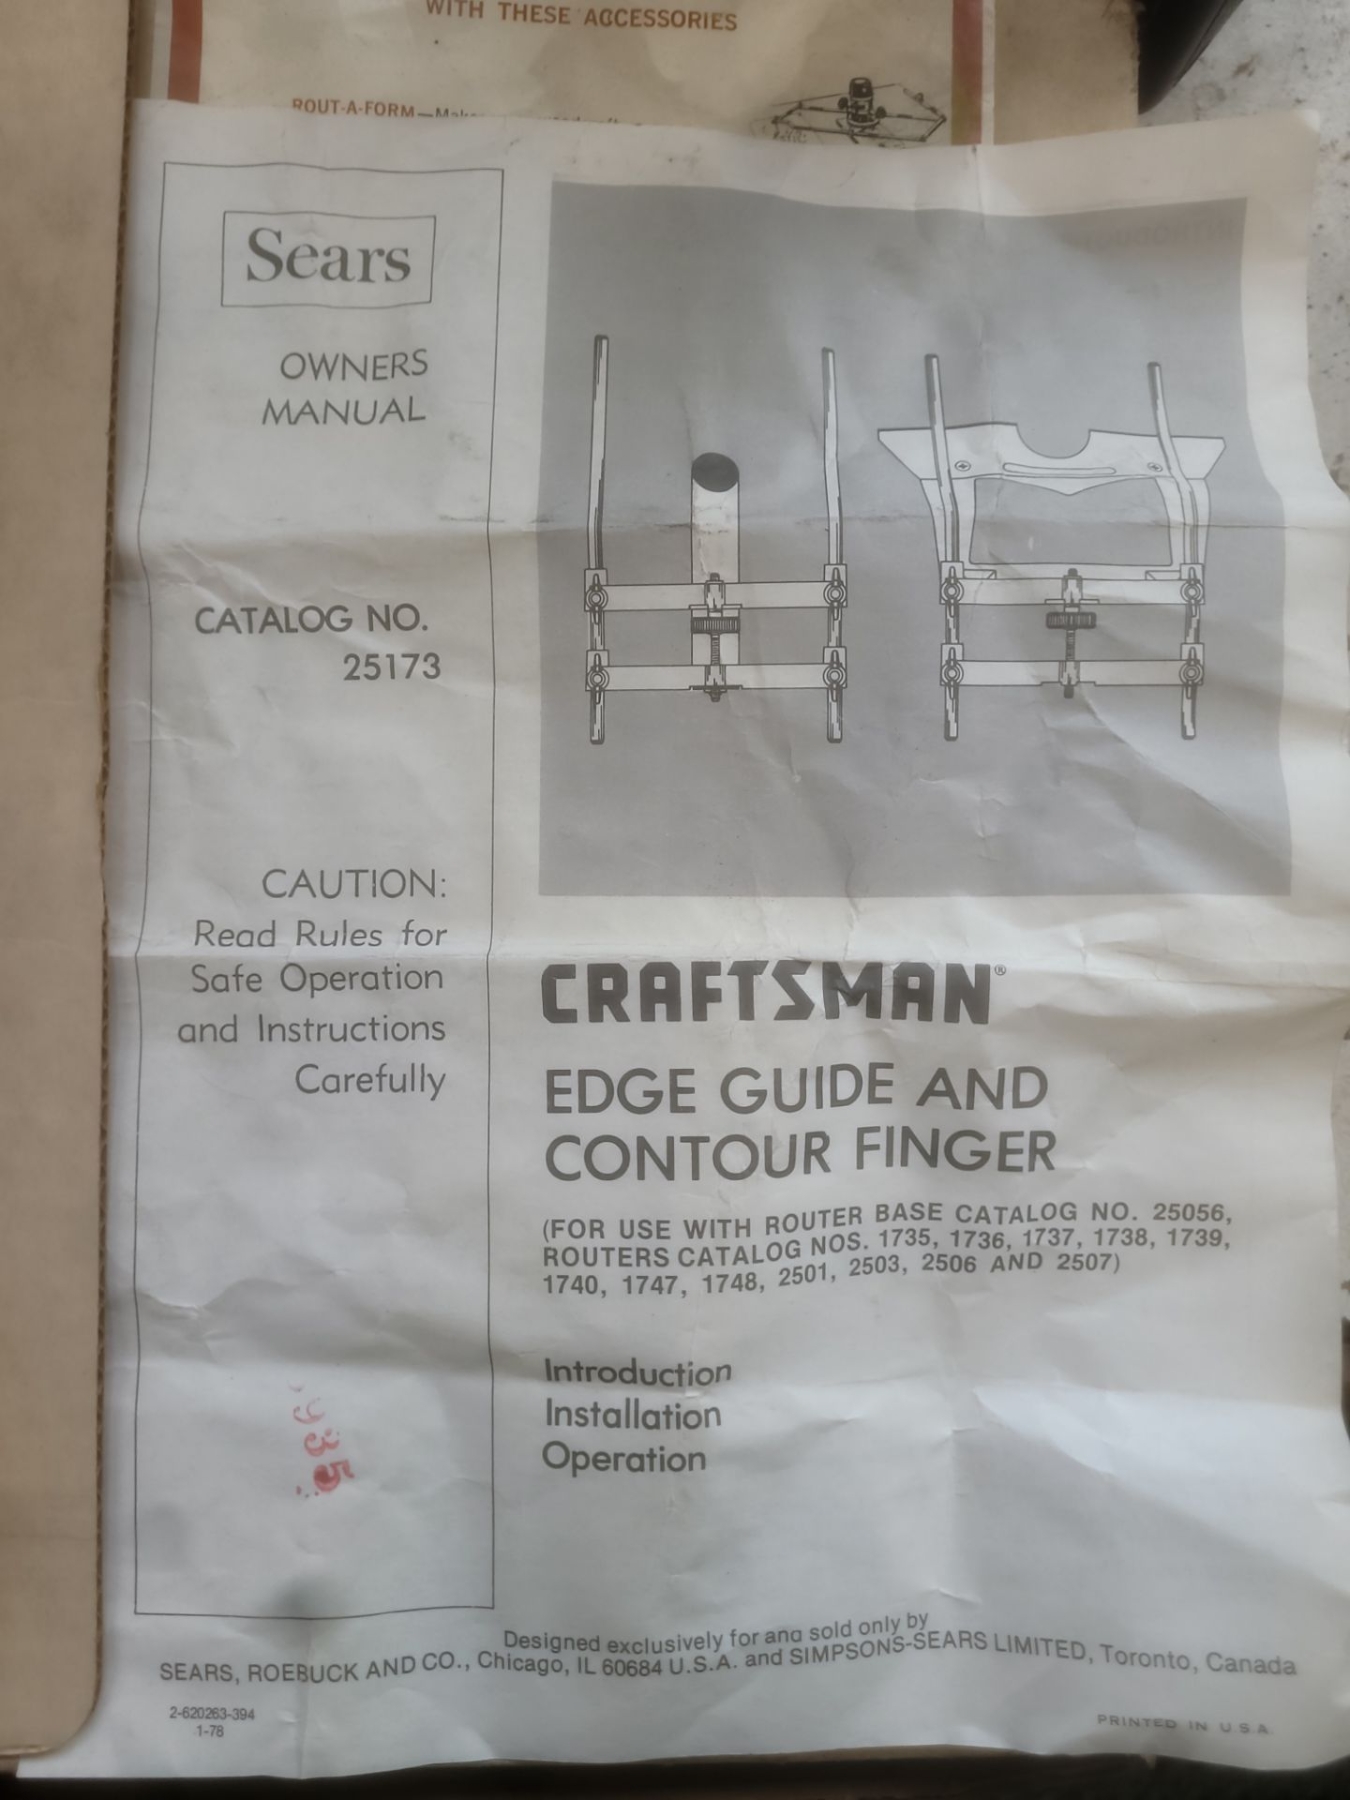 WITH THESE ACCESSORIES
ROUT-A-FORM—
Sears
OWNERS
MANUAL
CATALOG NO.
25173
CAUTION:
Read Rules for
Safe Operation
and Instructions
Carefully
CRAFTSMAN®
EDGE GUIDE AND
CONTOUR FINGER
(FOR USE WITH ROUTER BASE CATALOG NO. 25056,
ROUTERS CATALOG NOS. 1735, 1736, 1737, 1738, 1739,
1740, 1747, 1748, 2501, 2503, 2506 AND 2507)
Introduction
Installation
Operation
Designed exclusively for and sold only by
SEARS, ROEBUCK AND CO., Chicago, IL 60684 U.S.A. and SIMPSONS-SEARS LIMITED, Toronto, Canada
2-620263-394
1-78
PRINTED IN U S A